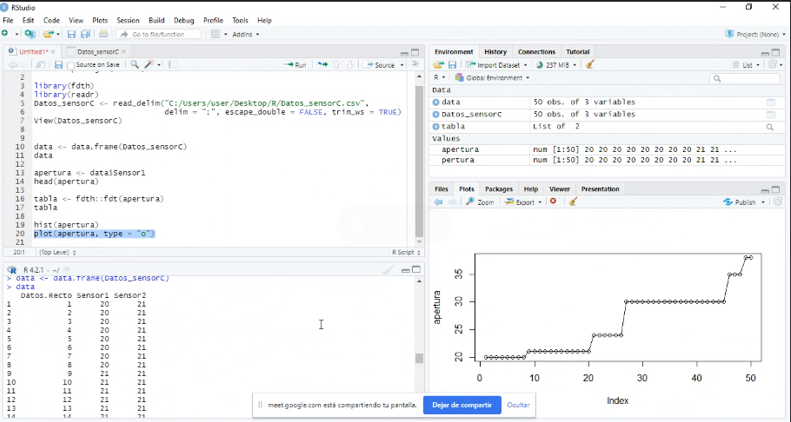 RStudio
File Edit Code View Plots Session Build Debug Profile Tools Help
Go to file/function
Addins
Project: (None)
Untitled1*
Datos_sensorC
Source on Save
Run
Source
2
3 library(fdth)
4 library(readr)
5 Datos_sensorC <- read_delim("C:/Users/user/Desktop/R/Datos_sensorC.csv",
6 delim = ";", escape_double = FALSE, trim_ws = TRUE)
7 View(Datos_sensorC)
8
9
10 data <- data.frame(Datos_sensorC)
11 data
12
13 apertura <- data$Sensor1
14 head(apertura)
15
16 tabla <- fdth::fdt(apertura)
17 tabla
18
19 hist(apertura)
20 plot(apertura, type = "o")
21
20:1 (Top Level) R Script
R 4.2.1 · ~/
> data <- data.frame(Datos_sensorC)
> data
Datos.Recto Sensor1 Sensor2
1 1 20 21
2 2 20 21
3 3 20 21
4 4 20 21
5 5 20 21
6 6 20 21
7 7 20 21
8 8 20 21
9 9 21 21
10 10 21 21
11 11 21 21
12 12 21 21
13 13 21 21
14 14 21 21
Environment History Connections Tutorial
Import Dataset 237 MiB List
R Global Environment
Data
data 50 obs. of 3 variables
Datos_sensorC 50 obs. of 3 variables
tabla List of 2
Values
apertura num [1:50] 20 20 20 20 20 20 20 20 21 21 ...
pertura num [1:50] 20 20 20 20 20 20 20 20 21 21 ...
Files Plots Packages Help Viewer Presentation
Zoom Export Publish
apertura
35
30
25
20
0 10 20 30 40 50
Index
meet.google.com está compartiendo tu pantalla. Dejar de compartir Ocultar